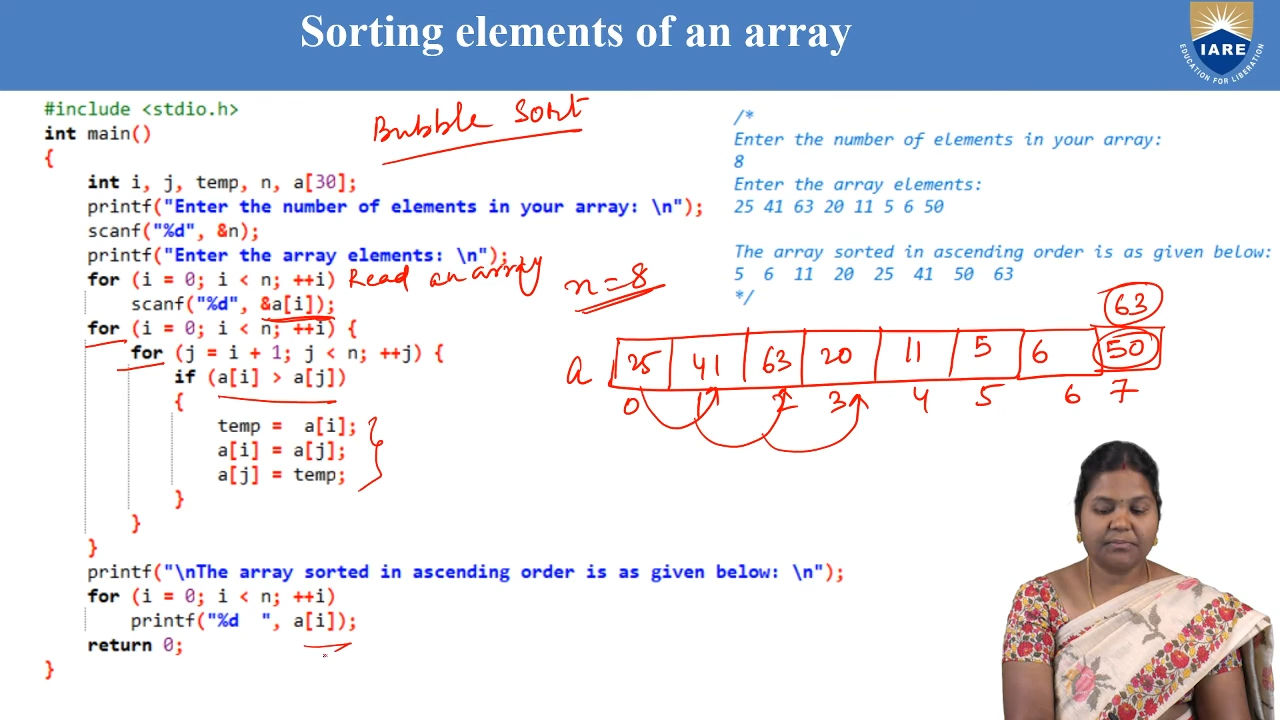 Sorting elements of an array
IARE
EDUCATION FOR LIBERATION
#include <stdio.h>
int main()
{
int i, j, temp, n, a[30];
printf("Enter the number of elements in your array: \n");
scanf("%d", &n);
printf("Enter the array elements: \n");
for (i = 0; i < n; ++i)
scanf("%d", &a[i]);
for (i = 0; i < n; ++i) {
for (j = i + 1; j < n; ++j) {
if (a[i] > a[j])
{
temp =  a[i];
a[i] = a[j];
a[j] = temp;
}
}
}
printf("\nThe array sorted in ascending order is as given below: \n");
for (i = 0; i < n; ++i)
printf("%d  ", a[i]);
return 0;
}
Bubble Sort
Read an array
/*
Enter the number of elements in your array:
8
Enter the array elements:
25 41 63 20 11 5 6 50
The array sorted in ascending order is as given below:
5  6  11  20  25  41  50  63
*/
n=8
63
a 25 41 63 20 11 5 6 50
0 1 2 3 4 5 6 7